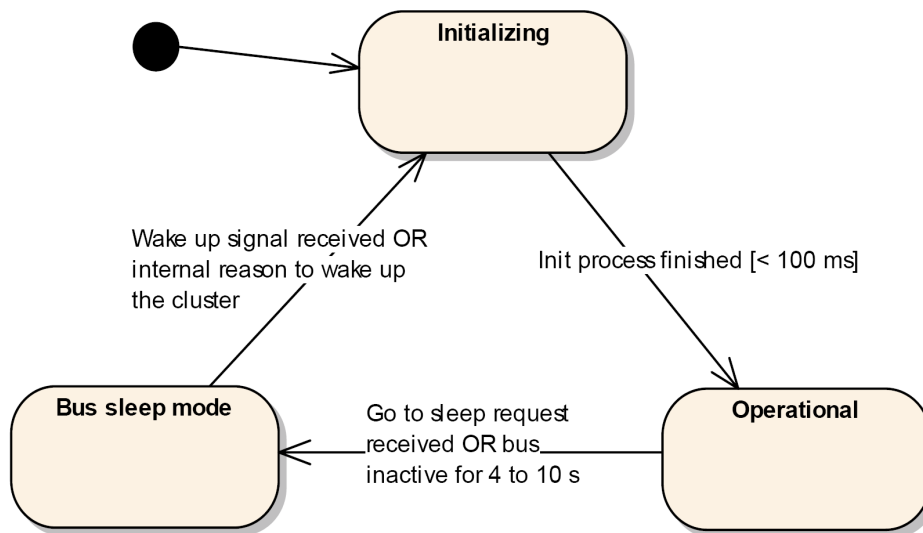 Initializing
Wake up signal received OR
internal reason to wake up
the cluster
Init process finished [< 100 ms]
Bus sleep mode
Go to sleep request
received OR bus
inactive for 4 to 10 s
Operational